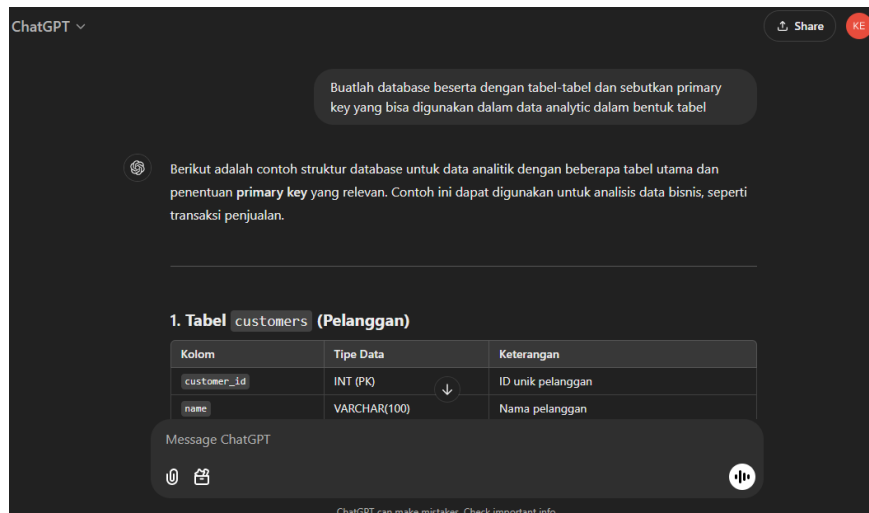 ChatGPT
Share
KE
Buatlah database beserta dengan tabel-tabel dan sebutkan primary
key yang bisa digunakan dalam data analytic dalam bentuk tabel
Berikut adalah contoh struktur database untuk data analitik dengan beberapa tabel utama dan
penentuan primary key yang relevan. Contoh ini dapat digunakan untuk analisis data bisnis, seperti
transaksi penjualan.
1. Tabel customers (Pelanggan)
Kolom Tipe Data Keterangan
customer_id INT (PK) ID unik pelanggan
name VARCHAR(100) Nama pelanggan
Message ChatGPT
ChatGPT can make mistakes. Check important info.